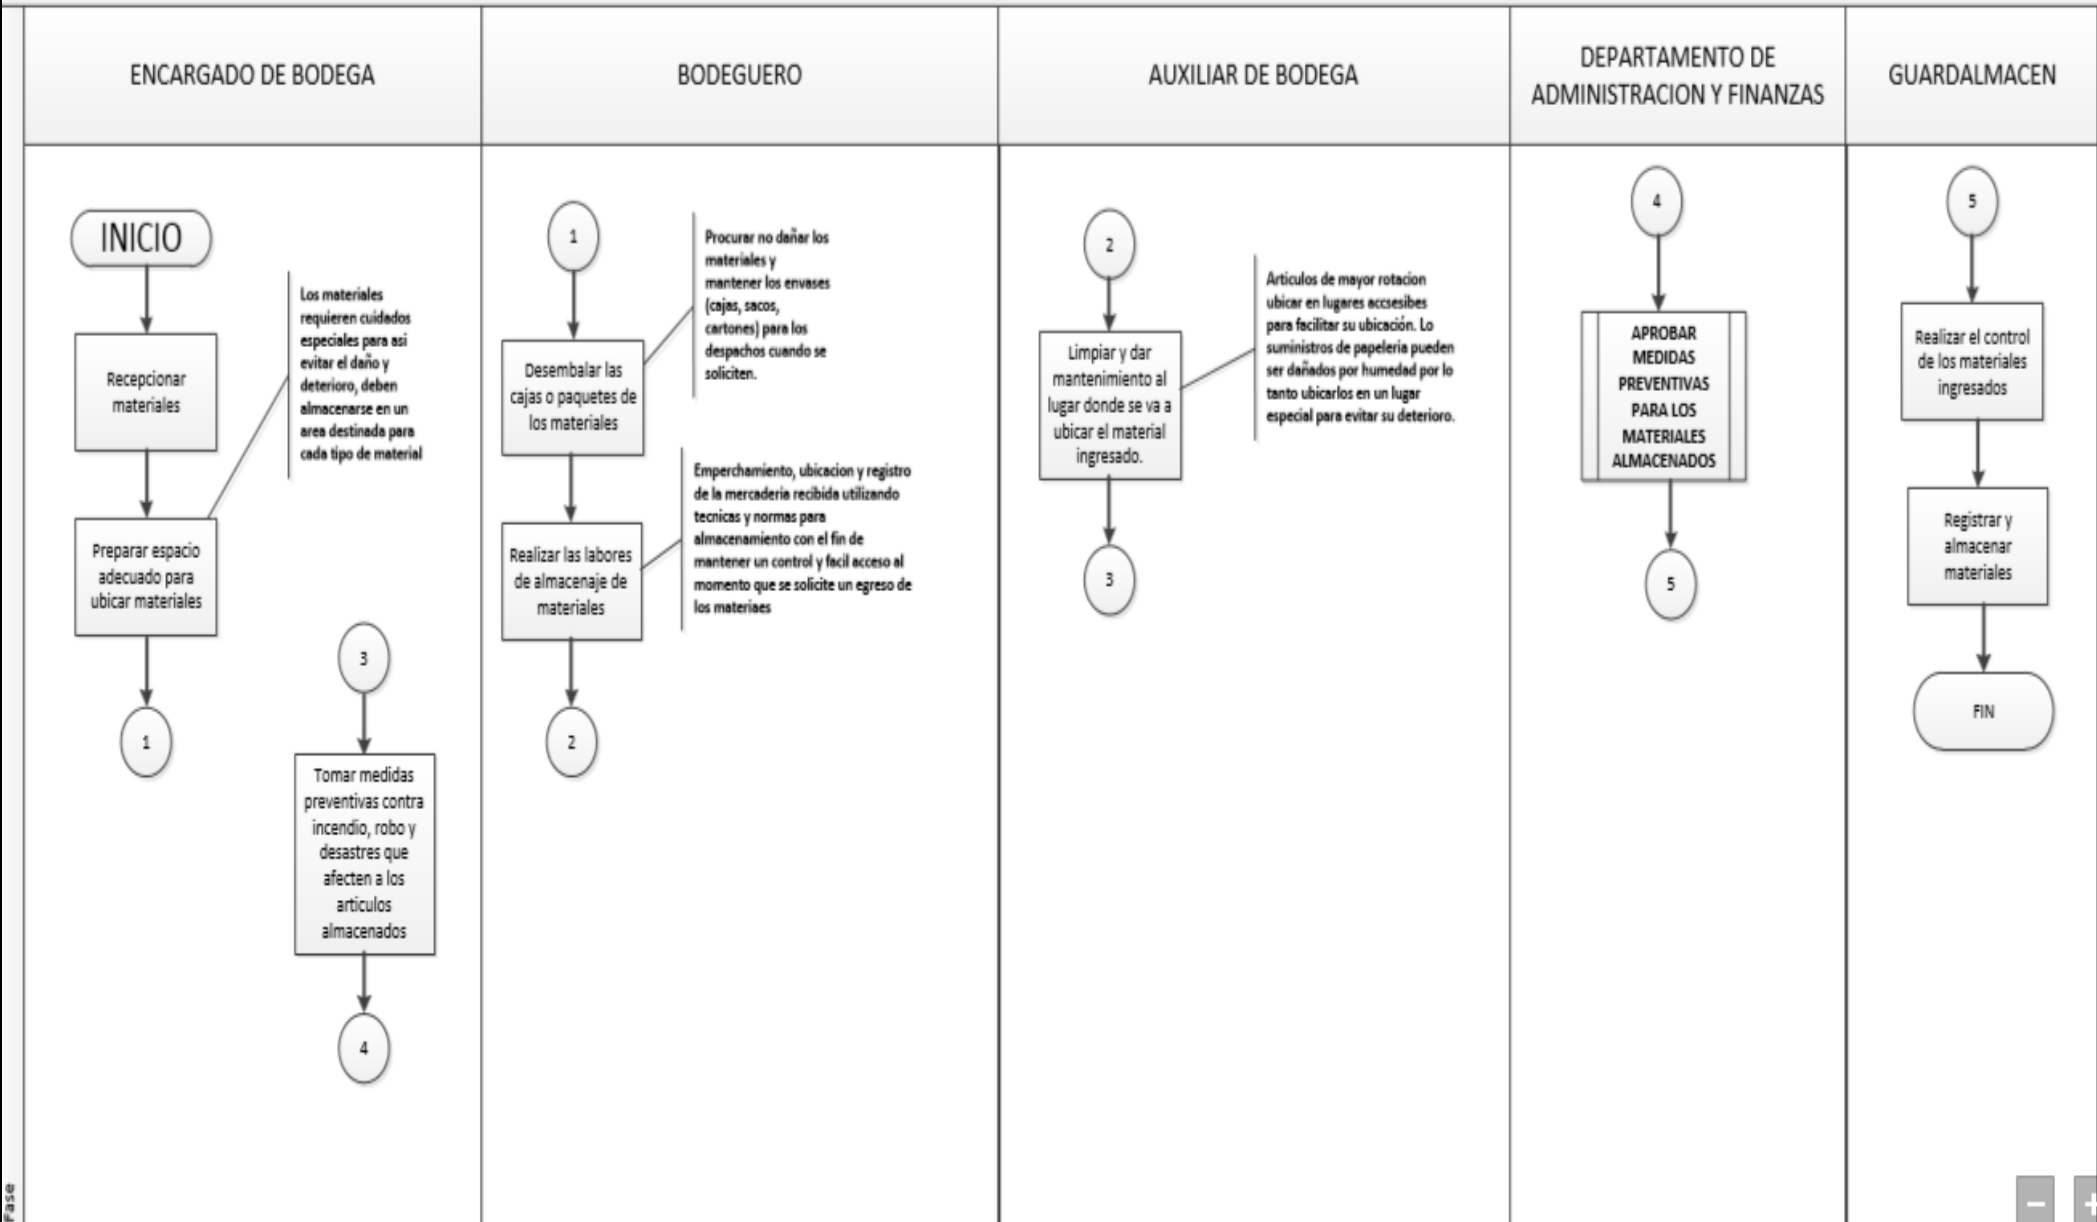 ENCARGADO DE BODEGA
BODEGUERO
AUXILIAR DE BODEGA
DEPARTAMENTO DE
ADMINISTRACION Y FINANZAS
GUARDALMACEN
INICIO
Recepcionar
materiales
Preparar espacio
adecuado para
ubicar materiales
1
Los materiales
requieren cuidados
especiales para asi
evitar el daño y
deterioro, deben
almacenarse en un
area destinada para
cada tipo de material
3
Tomar medidas
preventivas contra
incendio, robo y
desastres que
afecten a los
articulos
almacenados
4
1
Desembalar las
cajas o paquetes de
los materiales
Realizar las labores
de almacenaje de
materiales
2
Procurar no dañar los
materiales y
mantener los envases
(cajas, sacos,
cartones) para los
despachos cuando se
soliciten.
Emperchamiento, ubicacion y registro
de la mercaderia recibida utilizando
tecnicas y normas para
almacenamiento con el fin de
mantener un control y facil acceso al
momento que se solicite un egreso de
los materiaes
2
Limpiar y dar
mantenimiento al
lugar donde se va a
ubicar el material
ingresado.
3
Articulos de mayor rotacion
ubicar en lugares accsesibes
para facilitar su ubicación. Lo
suministros de papeleria pueden
ser dañados por humedad por lo
tanto ubicarlos en un lugar
especial para evitar su deterioro.
4
APROBAR
MEDIDAS
PREVENTIVAS
PARA LOS
MATERIALES
ALMACENADOS
5
5
Realizar el control
de los materiales
ingresados
Registrar y
almacenar
materiales
FIN
Fase